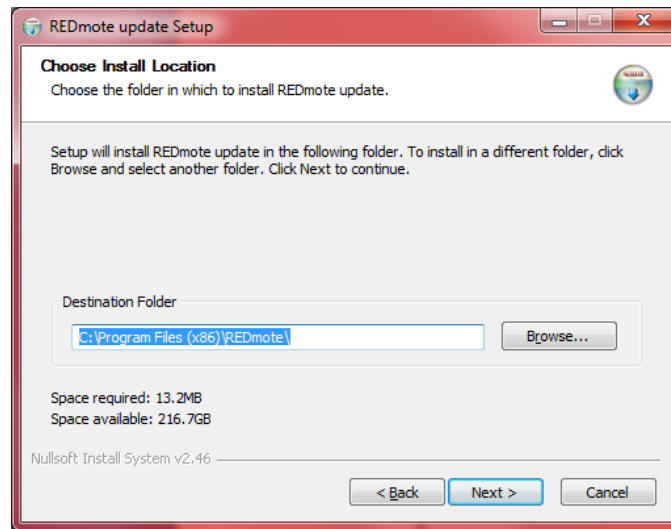 REDmote update Setup
Choose Install Location
Choose the folder in which to install REDmote update.
Setup will install REDmote update in the following folder. To install in a different folder, click
Browse and select another folder. Click Next to continue.
Destination Folder
C:\Program Files (x86)\REDmote\
Browse...
Space required: 13.2MB
Space available: 216.7GB
Nullsoft Install System v2.46
< Back
Next >
Cancel